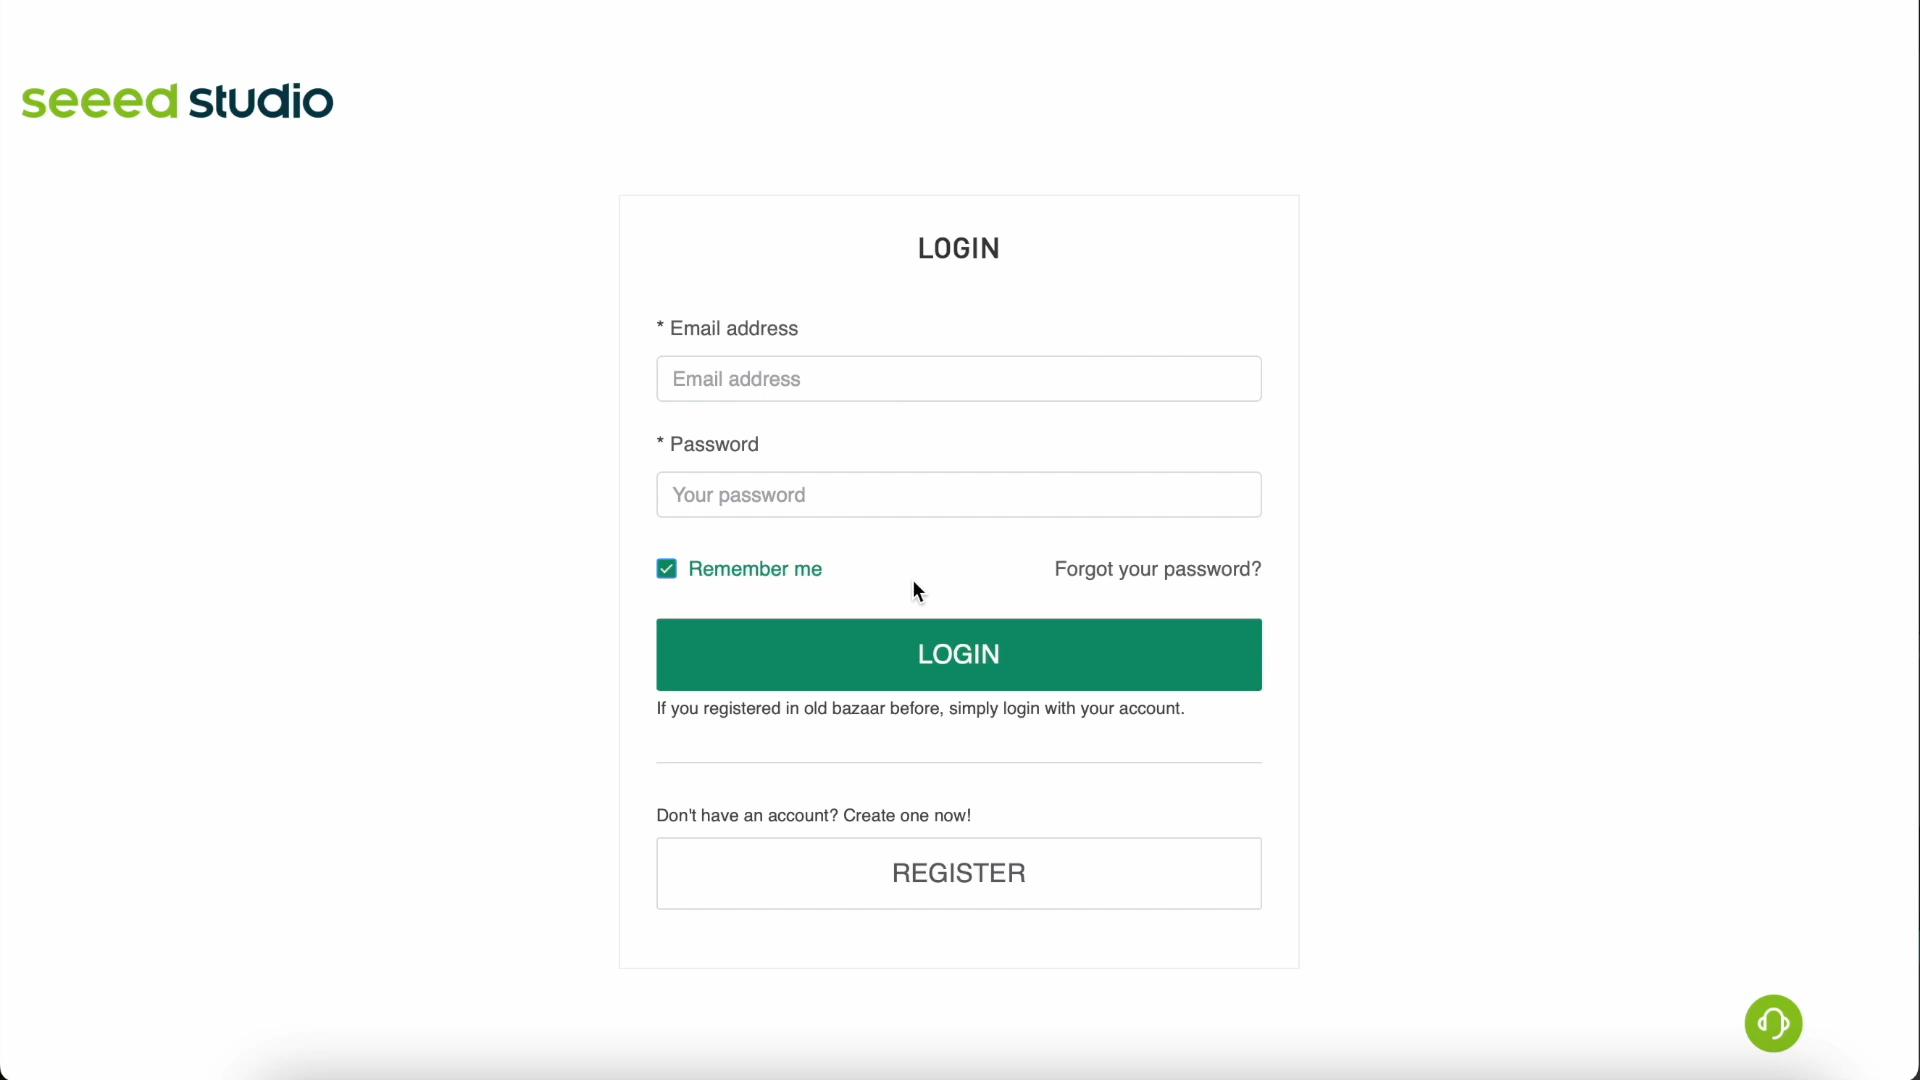 seeed studio
LOGIN
* Email address
Email address
* Password
Your password
Remember me
Forgot your password?
LOGIN
If you registered in old bazaar before, simply login with your account.
Don't have an account? Create one now!
REGISTER